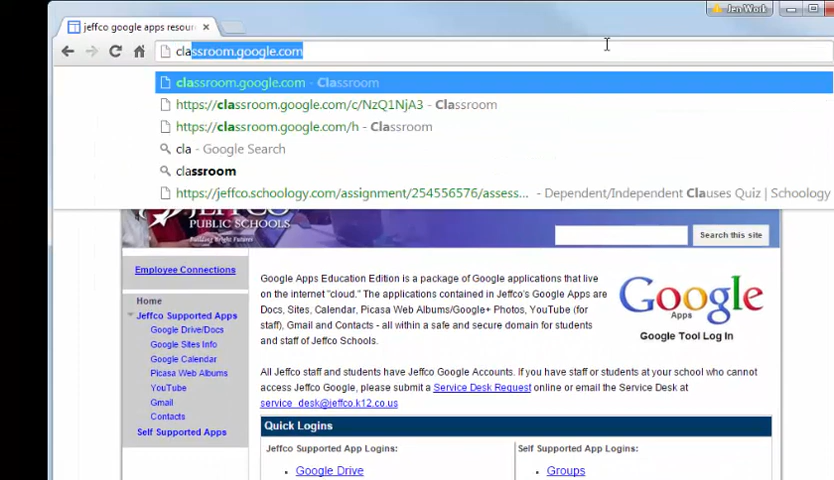 Jen Work
jeffco google apps resour
classroom.google.com
classroom.google.com - Classroom
https://classroom.google.com/c/NzQ1NjA3 - Classroom
https://classroom.google.com/h - Classroom
cla - Google Search
classroom
https://jeffco.schoology.com/assignment/254556576/assess... - Dependent/Independent Clauses Quiz | Schoology
JEFFCO
PUBLIC SCHOOLS
Building Bright Futures
Search this site
Employee Connections
Home
Jeffco Supported Apps
Google Drive/Docs
Google Sites Info
Google Calendar
Picasa Web Albums
YouTube
Gmail
Contacts
Self Supported Apps
Google Apps Education Edition is a package of Google applications that live
on the internet "cloud." The applications contained in Jeffco's Google Apps are
Docs, Sites, Calendar, Picasa Web Albums/Google+ Photos, YouTube (for
staff), Gmail and Contacts - all within a safe and secure domain for students
and staff of Jeffco Schools.
Google
Apps
Google Tool Log In
All Jeffco staff and students have Jeffco Google Accounts. If you have staff or students at your school who cannot
access Jeffco Google, please submit a Service Desk Request online or email the Service Desk at
service_desk@jeffco.k12.co.us
Quick Logins
Jeffco Supported App Logins:
Google Drive
Self Supported App Logins:
Groups